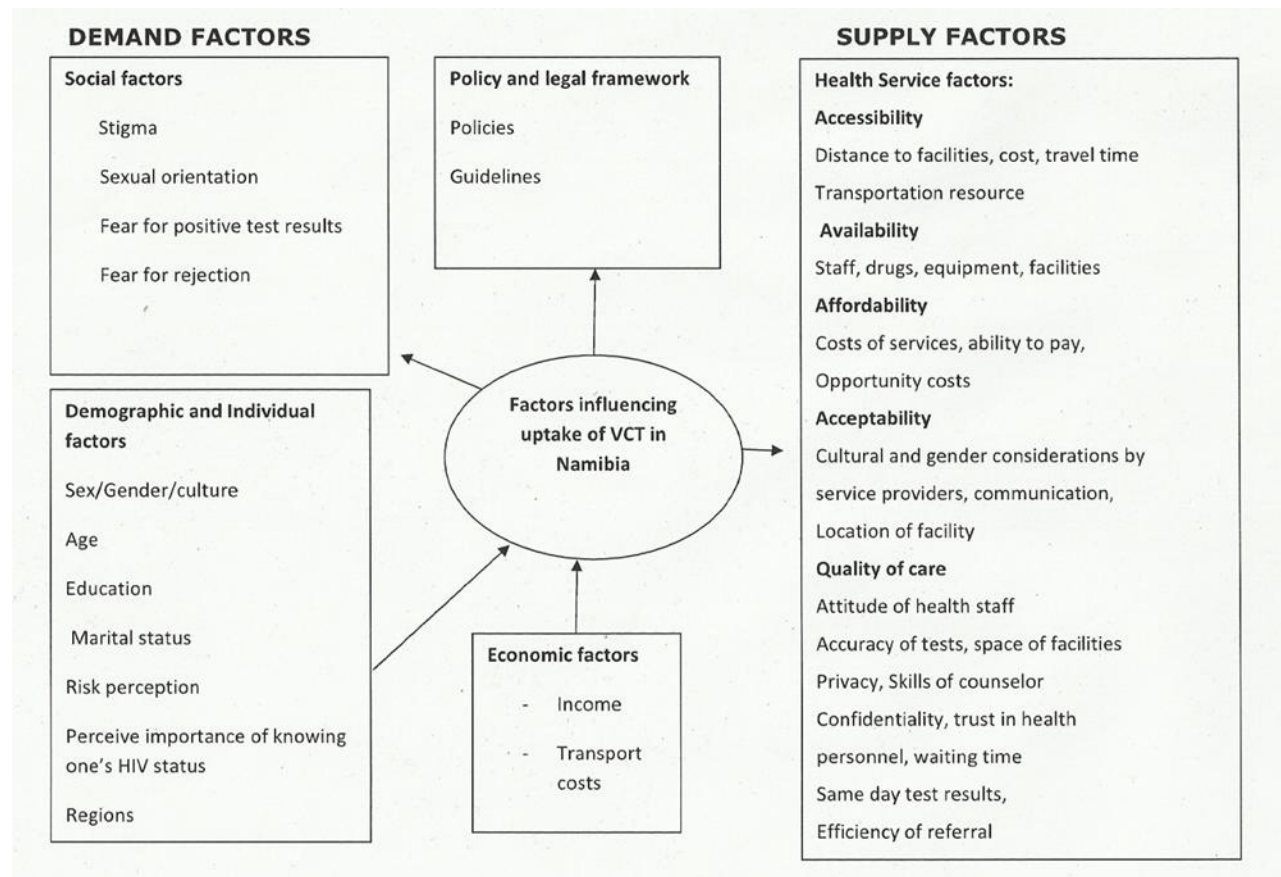 DEMAND FACTORS
Social factors
Stigma
Sexual orientation
Fear for positive test results
Fear for rejection
Demographic and Individual
factors
Sex/Gender/culture
Age
Education
Marital status
Risk perception
Perceive importance of knowing
one's HIV status
Regions
Policy and legal framework
Policies
Guidelines
Factors influencing
uptake of VCT in
Namibia
Economic factors
- Income
- Transport
costs
SUPPLY FACTORS
Health Service factors:
Accessibility
Distance to facilities, cost, travel time
Transportation resource
Availability
Staff, drugs, equipment, facilities
Affordability
Costs of services, ability to pay,
Opportunity costs
Acceptability
Cultural and gender considerations by
service providers, communication,
Location of facility
Quality of care
Attitude of health staff
Accuracy of tests, space of facilities
Privacy, Skills of counselor
Confidentiality, trust in health
personnel, waiting time
Same day test results,
Efficiency of referral